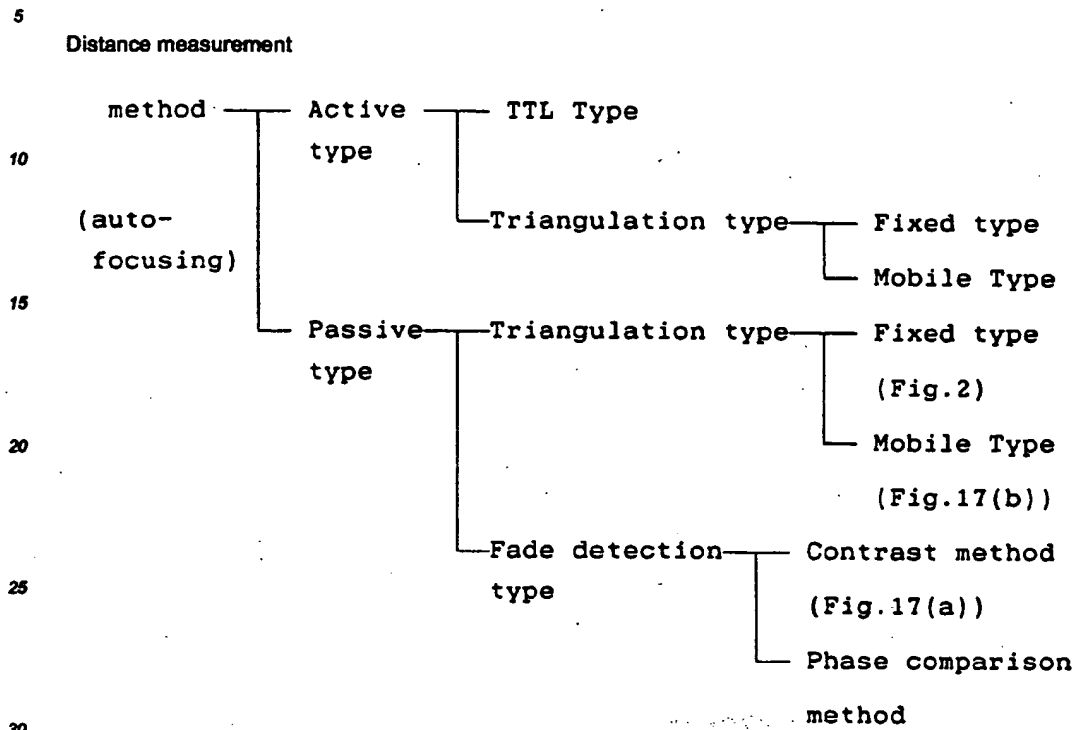 5
Distance measurement
method Active TTL Type
type
10
(auto- Triangulation type Fixed type
focusing) Mobile Type
15
Passive Triangulation type Fixed type
type (Fig.2)
20 Mobile Type
(Fig.17(b))
Fade detection Contrast method
25 type (Fig.17(a))
Phase comparison
30 method